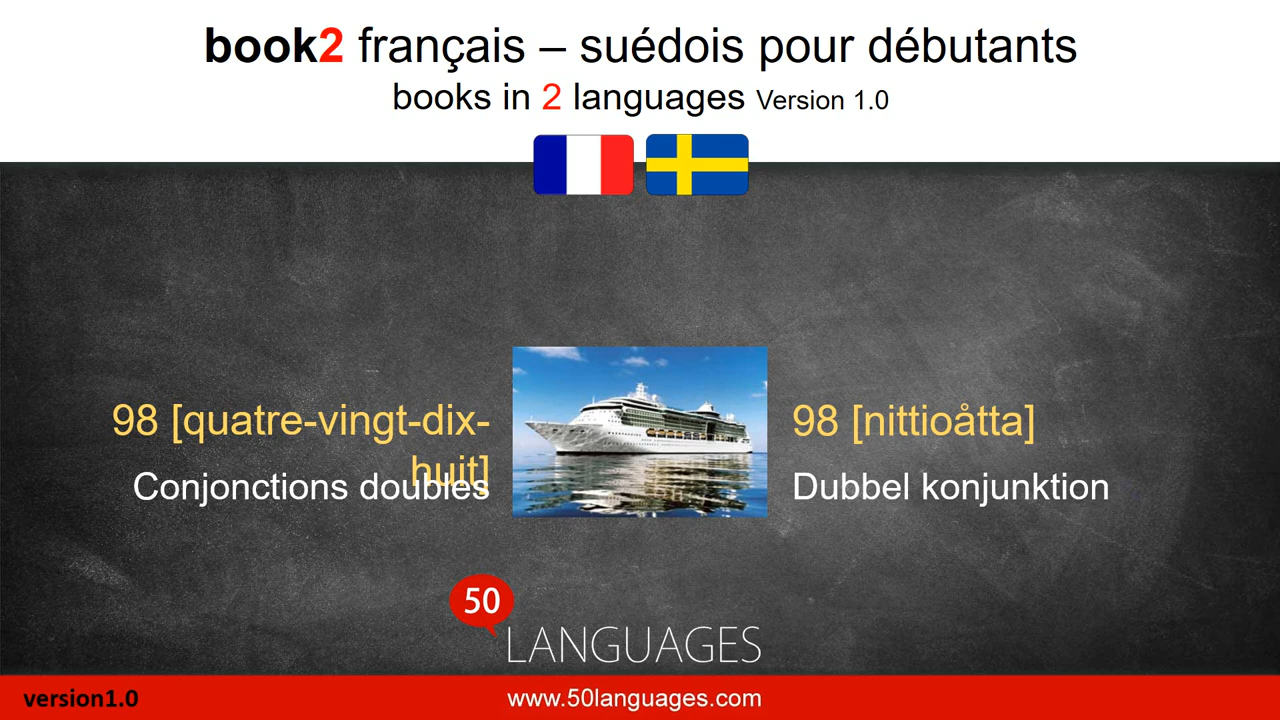 book2 français – suédois pour débutants
books in 2 languages Version 1.0
98 [quatre-vingt-dix-
huit]
Conjonctions doubles
98 [nittioåtta]
Dubbel konjunktion
50
LANGUAGES
version1.0
www.50languages.com